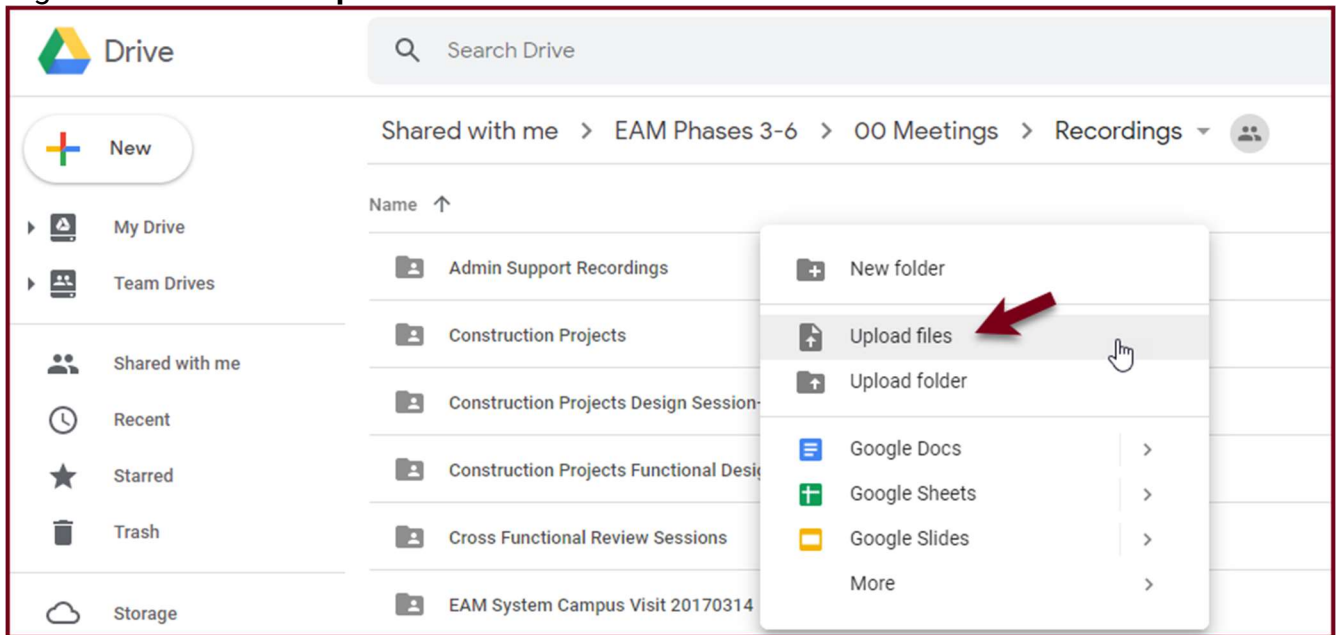 Drive
Search Drive
Shared with me > EAM Phases 3-6 > 00 Meetings > Recordings
New
Name ↑
My Drive
Team Drives
Shared with me
Recent
Starred
Trash
Storage
Admin Support Recordings
Construction Projects
Construction Projects Design Session-
Construction Projects Functional
Cross Functional Review Sessions
EAM System Campus Visit 20170314
New folder
Upload files
Upload folder
Google Docs >
Google Sheets >
Google Slides >
More >